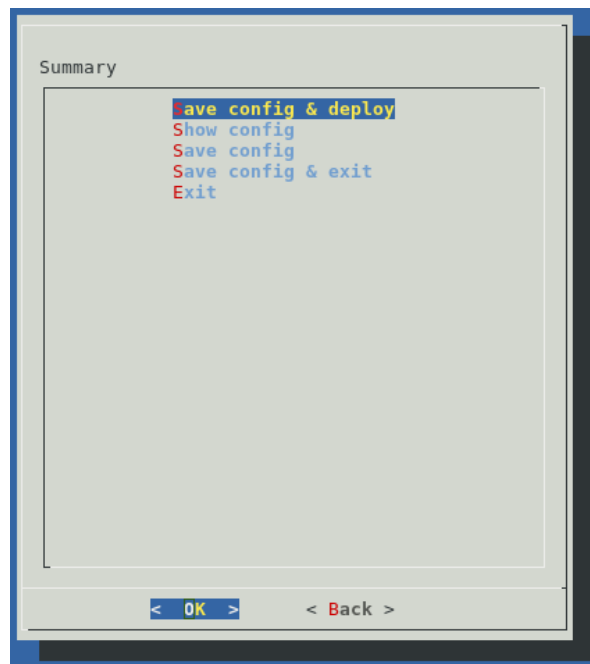 Summary
Save config & deploy
Show config
Save config
Save config & exit
Exit
< OK > < Back >